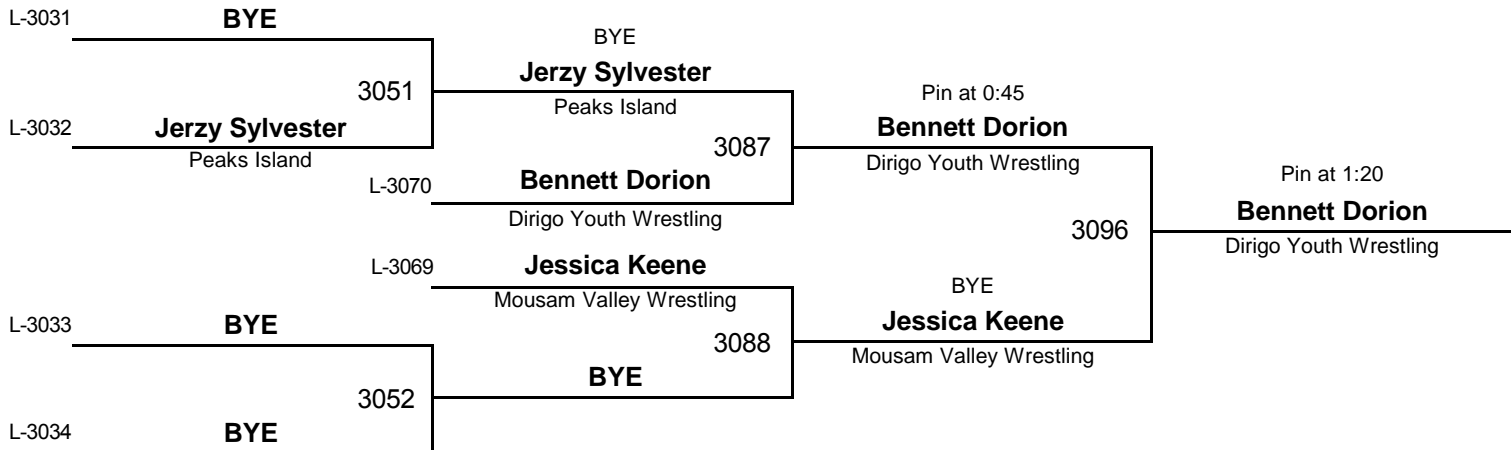 L-3031
BYE
3051
L-3032
Jerzy Sylvester
Peaks Island
BYE
Jerzy Sylvester
Peaks Island
3087
L-3070
Bennett Dorion
Dirigo Youth Wrestling
Pin at 0:45
Bennett Dorion
Dirigo Youth Wrestling
3096
Pin at 1:20
Bennett Dorion
Dirigo Youth Wrestling
L-3069
Jessica Keene
Mousam Valley Wrestling
3088
BYE
Jessica Keene
Mousam Valley Wrestling
L-3033
BYE
3052
BYE
L-3034
BYE